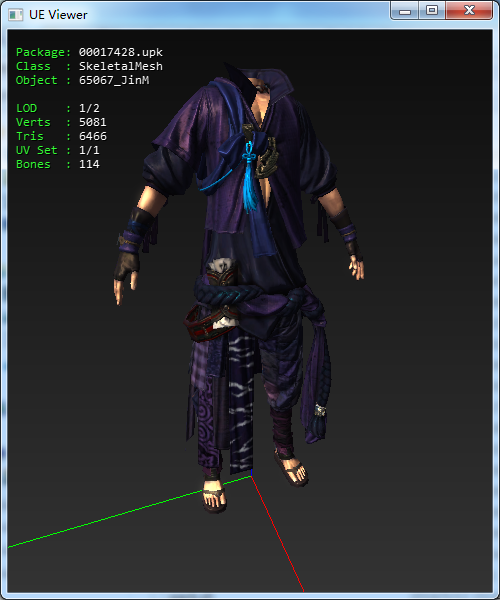 UE Viewer
Package: 00017428.upk
Class : SkeletalMesh
Object : 65067_JinM
LOD : 1/2
Verts : 5081
Tris : 6466
UV Set : 1/1
Bones : 114